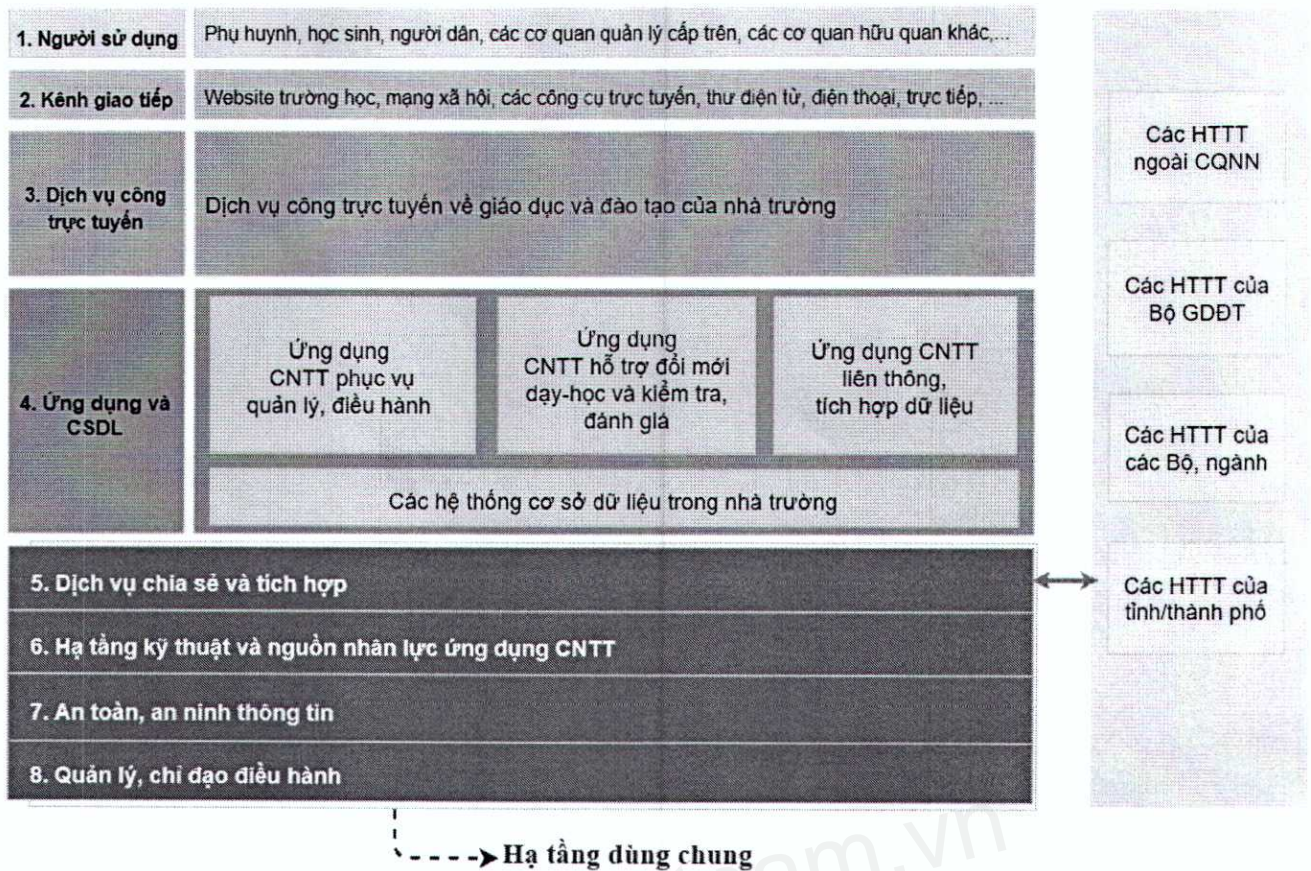 1. Người sử dụng
Phụ huynh, học sinh, người dân, các cơ quan quản lý cấp trên, các cơ quan hữu quan khác,...
2. Kênh giao tiếp
Website trường học, mạng xã hội, các công cụ trực tuyến, thư điện tử, điện thoại, trực tiếp, ...
3. Dịch vụ công
trực tuyến
Dịch vụ công trực tuyến về giáo dục và đào tạo của nhà trường
4. Ứng dụng và
CSDL
Ứng dụng
CNTT phục vụ
quản lý, điều hành
Ứng dụng
CNTT hỗ trợ đổi mới
dạy-học và kiểm tra,
đánh giá
Ứng dụng CNTT
liên thông,
tích hợp dữ liệu
Các hệ thống cơ sở dữ liệu trong nhà trường
5. Dịch vụ chia sẻ và tích hợp
6. Hạ tầng kỹ thuật và nguồn nhân lực ứng dụng CNTT
7. An toàn, an ninh thông tin
8. Quản lý, chỉ đạo điều hành
Hạ tầng dùng chung
Các HTTT
ngoài CQNN
Các HTTT của
Bộ GDĐT
Các HTTT của
các Bộ, ngành
Các HTTT của
tỉnh/thành phố